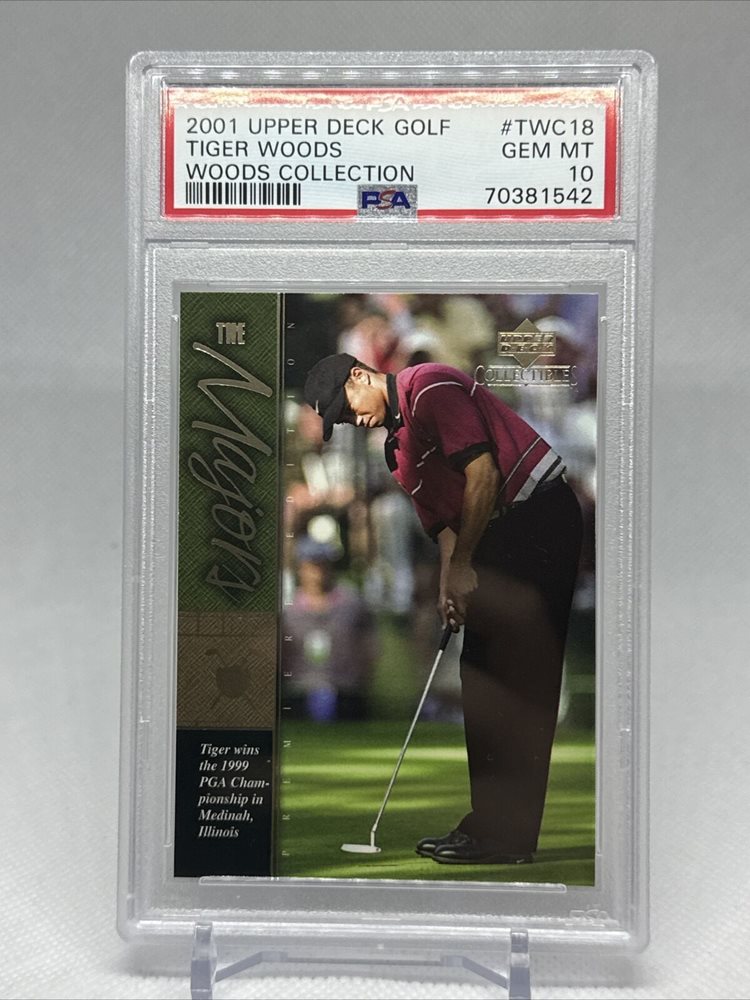 2001 UPPER DECK GOLF #TWC18
TIGER WOODS GEM MT
WOODS COLLECTION 10
PSA 70381542
THE
Majors
PREMIERE EDITION
UPPER
DECK
COLLECTIBLES
Tiger wins
the 1999
PGA Cham-
pionship in
Medinah,
Illinois